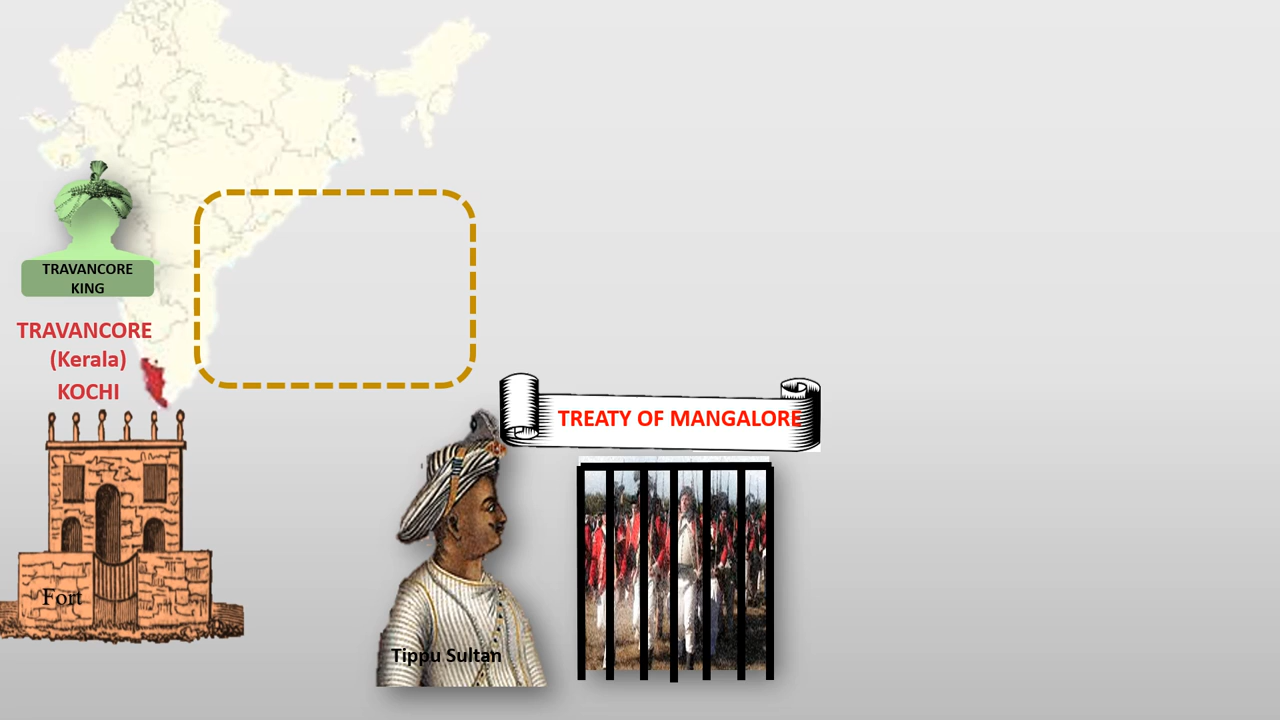 TRAVANCORE
KING
TRAVANCORE
(Kerala)
KOCHI
TREATY OF MANGALORE
Fort
Tippu Sultan